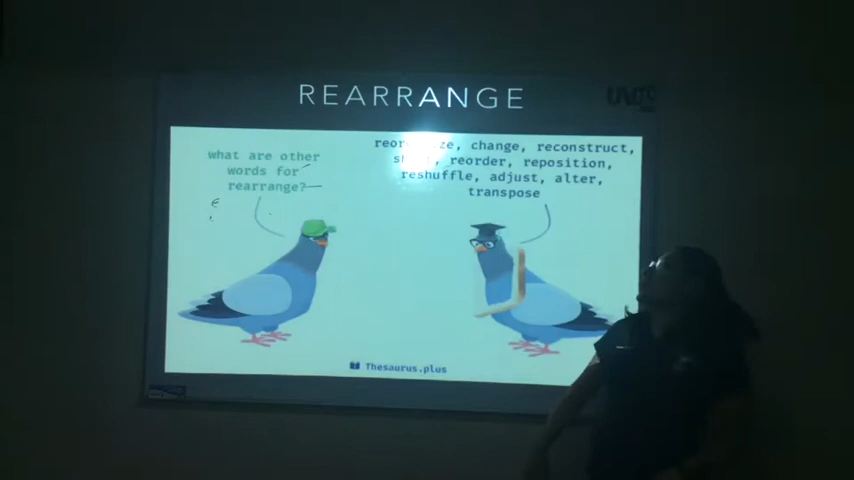 REARRANGE
what are other
words for
rearrange?
change, reconstruct,
reorder, reposition,
reshuffle, adjust, alter,
transpose
Thesaurus.plus